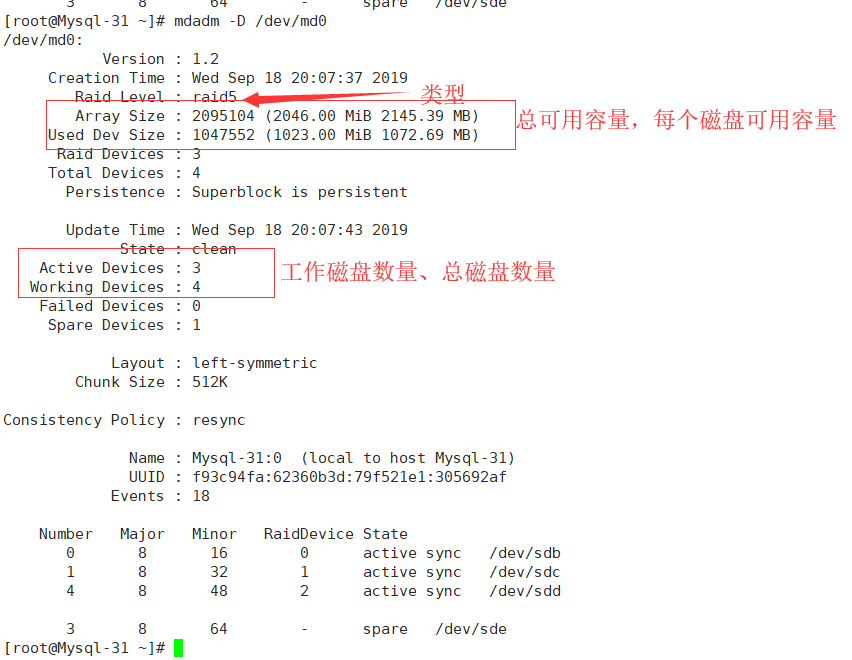 3       8       64        -      spare   /dev/sde
[root@Mysql-31 ~]# mdadm -D /dev/md0
/dev/md0:
Version : 1.2
Creation Time : Wed Sep 18 20:07:37 2019
Raid Level : raid5 类型
Array Size : 2095104 (2046.00 MiB 2145.39 MB) 总可用容量，每个磁盘可用容量
Used Dev Size : 1047552 (1023.00 MiB 1072.69 MB)
Raid Devices : 3
Total Devices : 4
Persistence : Superblock is persistent
Update Time : Wed Sep 18 20:07:43 2019
State : clean
Active Devices : 3 工作磁盘数量、总磁盘数量
Working Devices : 4
Failed Devices : 0
Spare Devices : 1
Layout : left-symmetric
Chunk Size : 512K
Consistency Policy : resync
Name : Mysql-31:0  (local to host Mysql-31)
UUID : f93c94fa:62360b3d:79f521e1:305692af
Events : 18
Number   Major   Minor   RaidDevice State
0       8       16        0      active sync   /dev/sdb
1       8       32        1      active sync   /dev/sdc
4       8       48        2      active sync   /dev/sdd
3       8       64        -      spare   /dev/sde
[root@Mysql-31 ~]#